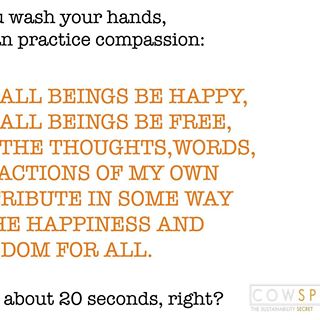 u wash your hands,
n practice compassion:
ALL BEINGS BE HAPPY,
ALL BEINGS BE FREE,
THE THOUGHTS,WORDS,
ACTIONS OF MY OWN
TRIBUTE IN SOME WAY
HE HAPPINESS AND
DOM FOR ALL.
about 20 seconds, right?
COWSP
THE SUSTAINABILITY SECRET